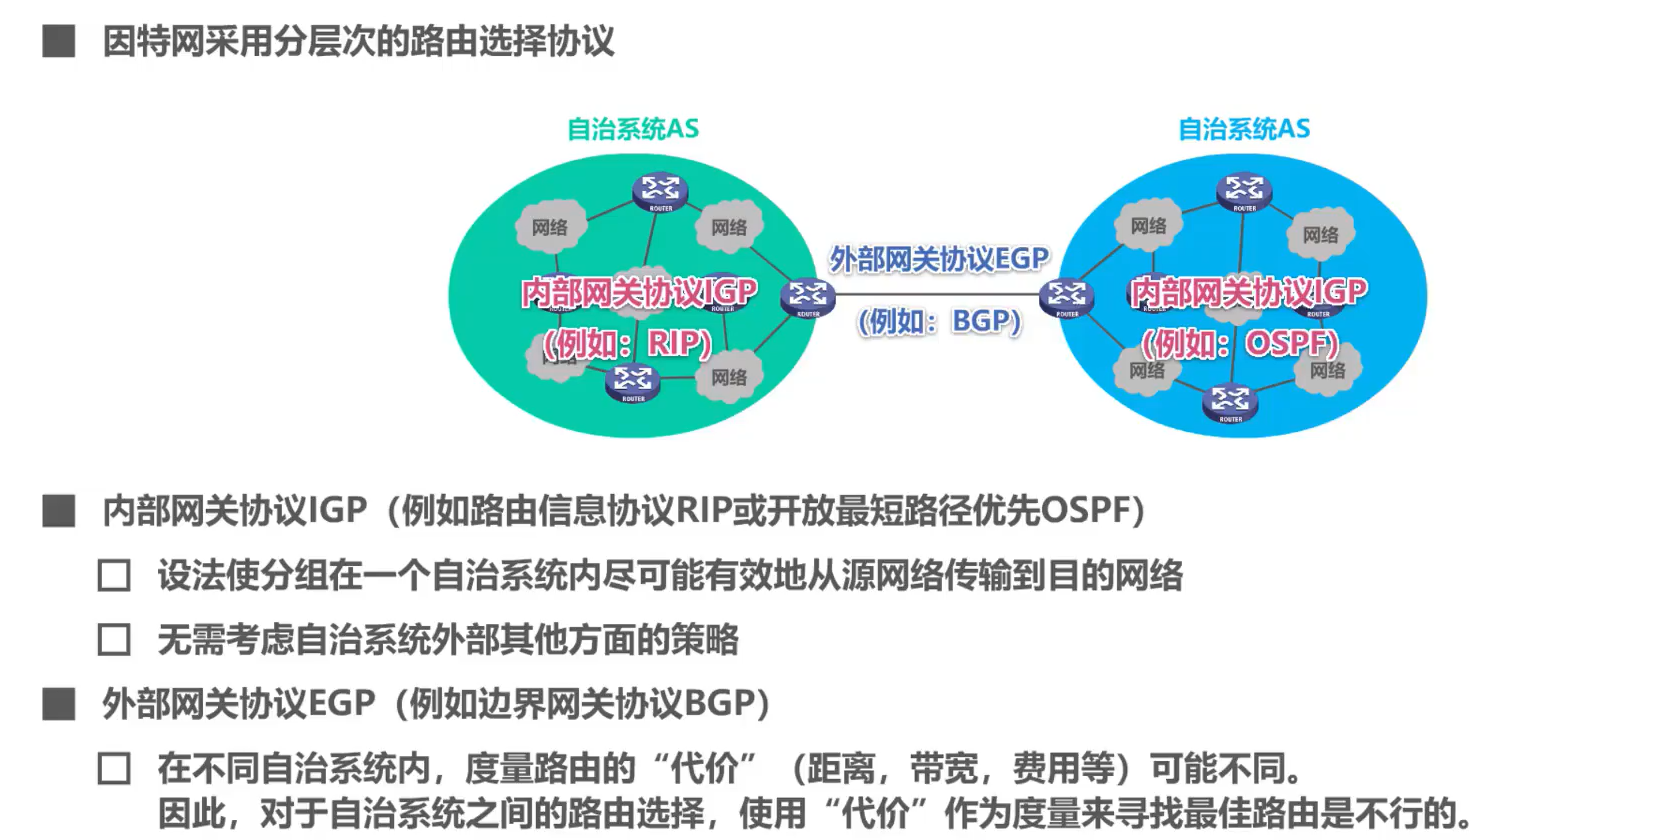 因特网采用分层次的路由选择协议
自治系统AS
自治系统AS
ROUTER
ROUTER
网络
网络
网络
网络
外部网关协议EGP
内部网关协议IGP
内部网关协议IGP
ROUTER
ROUTER
ROUTER
ROUTER
(例如：BGP)
(例如：RIP)
(例如：OSPF)
网络
网络
网络
网络
ROUTER
ROUTER
内部网关协议IGP（例如路由信息协议RIP或开放最短路径优先OSPF）
设法使分组在一个自治系统内尽可能有效地从源网络传输到目的网络
无需考虑自治系统外部其他方面的策略
外部网关协议EGP（例如边界网关协议BGP）
在不同自治系统内，度量路由的“代价”（距离，带宽，费用等）可能不同。
因此，对于自治系统之间的路由选择，使用“代价”作为度量来寻找最佳路由是不行的。